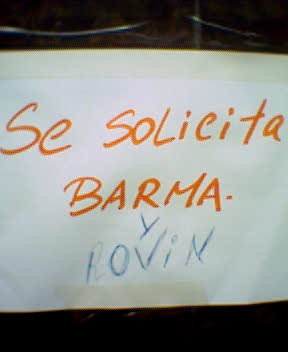 Se Solicita
BARMA.
y
ROViN